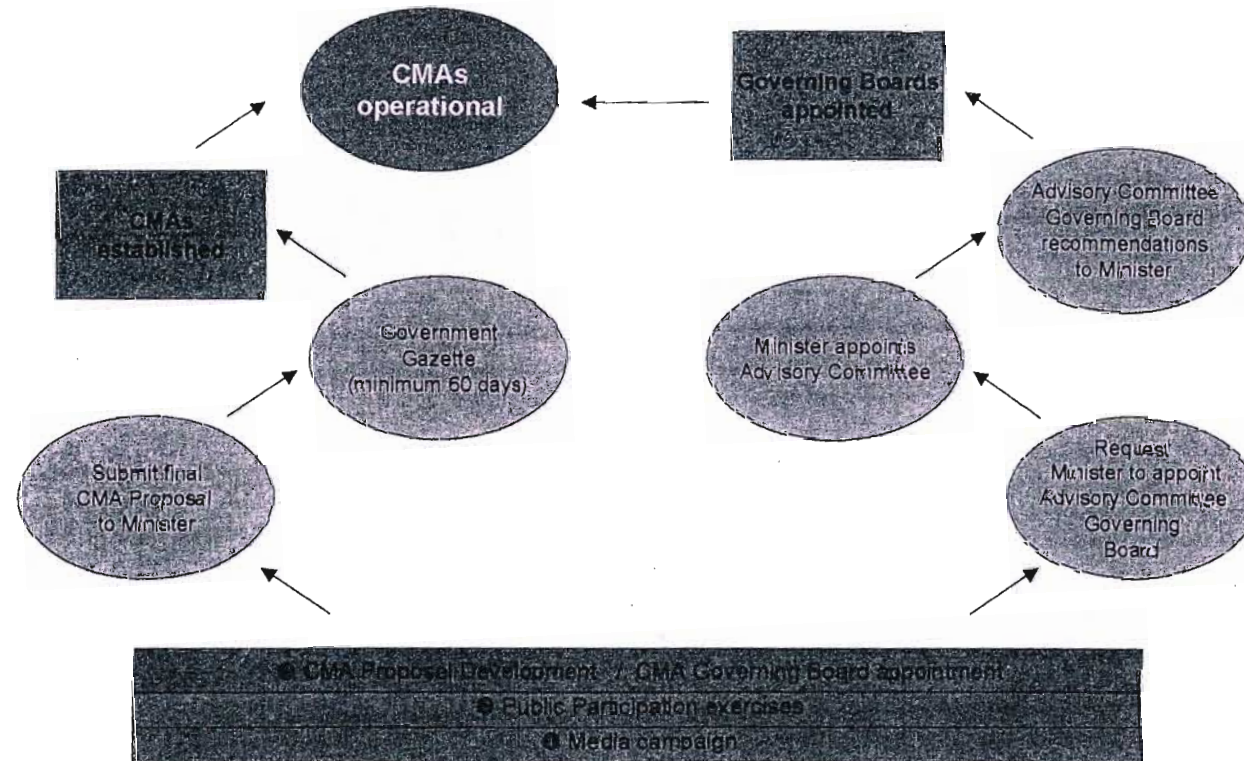 CMAs
operational
Governing Boards
appointed
CMAs
established
Advisory Committee
Governing Board
recommendations
to Minister
Government
Gazette
(minimum 60 days)
Minister appoints
Advisory Committee
Submit final
CMA Proposal
to Minister
Request
Minister to appoint
Advisory Committee
Governing
Board
CMA Proposal Development / CMA Governing Board appointment
Public Participation exercises
❶ Media campaign